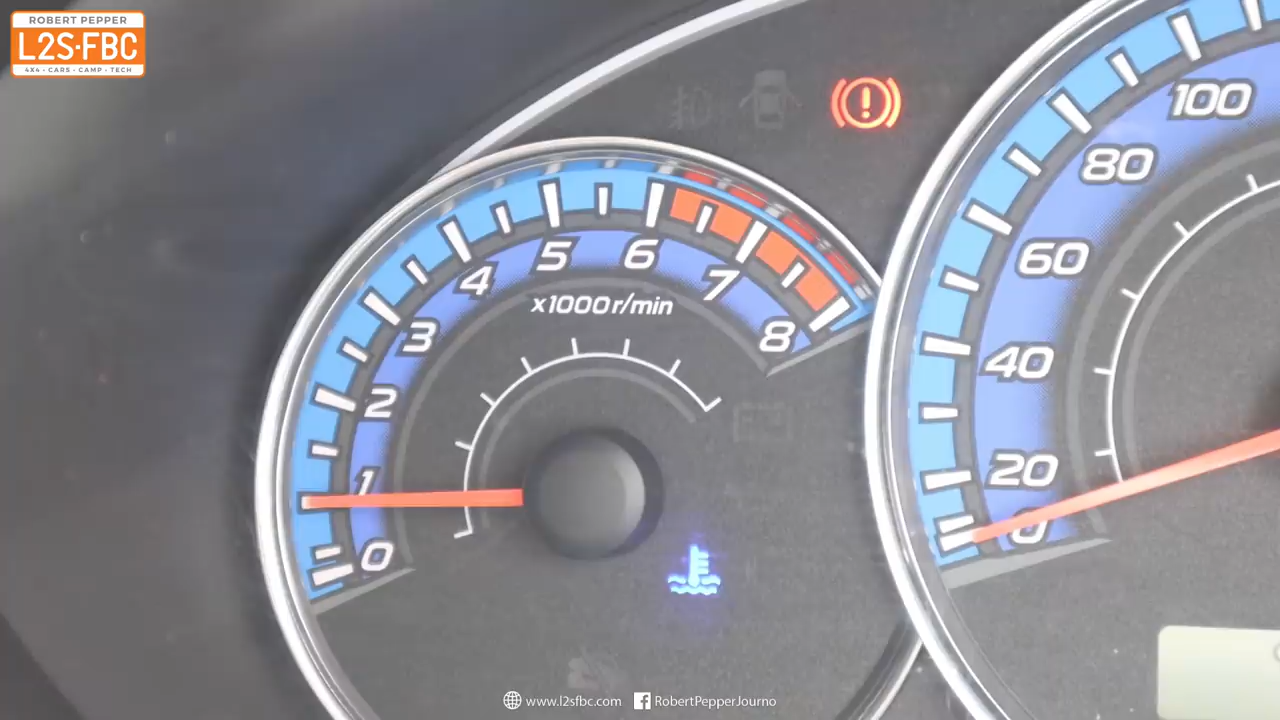 ROBERT PEPPER
L2S·FBC
4X4 · CARS · CAMP · TECH
0
1
2
3
4
5
6
7
8
x1000r/min
0
20
40
60
80
100
www.l2sfbc.com
RobertPepperJourno